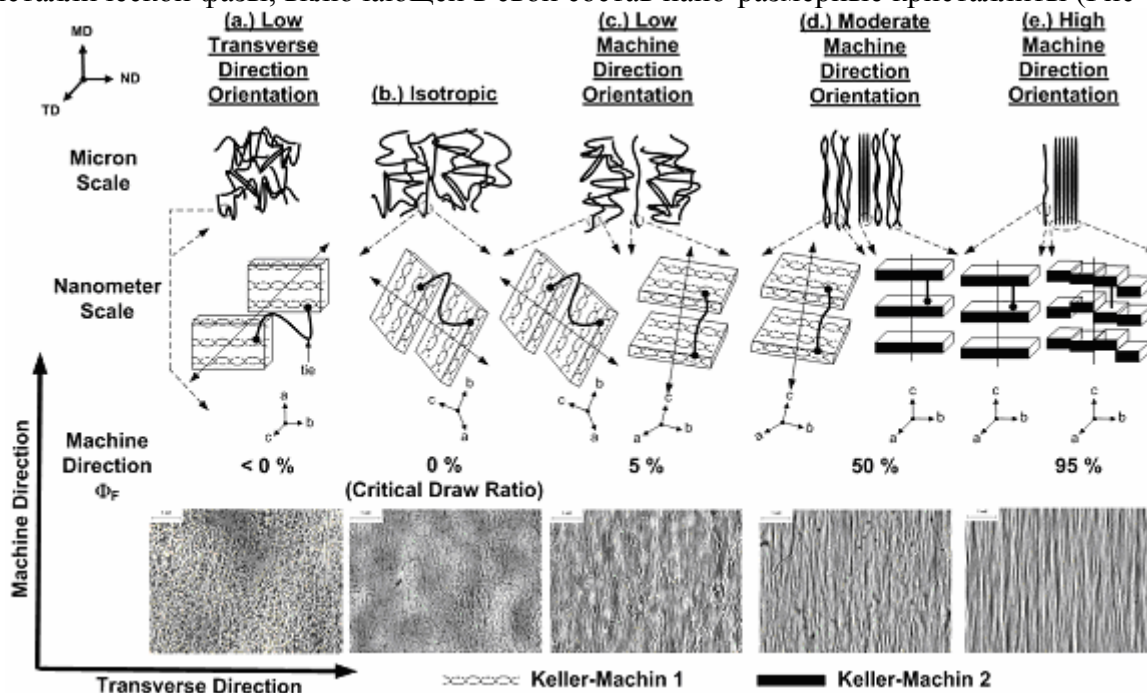 (a.) Low
Transverse
Direction
Orientation
(b.) Isotropic
(c.) Low
Machine
Direction
Orientation
(d.) Moderate
Machine
Direction
Orientation
(e.) High
Machine
Direction
Orientation
MD
ND
TD
Micron
Scale
Nanometer
Scale
tie
a
c b
b
c
a
b
c
a
c
a b
c
a b
c
a b
c
a b
c
a b
Machine
Direction
ΦF
< 0 % 0 % 5 % 50 % 95 %
(Critical Draw Ratio)
Machine Direction
Transverse Direction
Keller-Machin 1 Keller-Machin 2